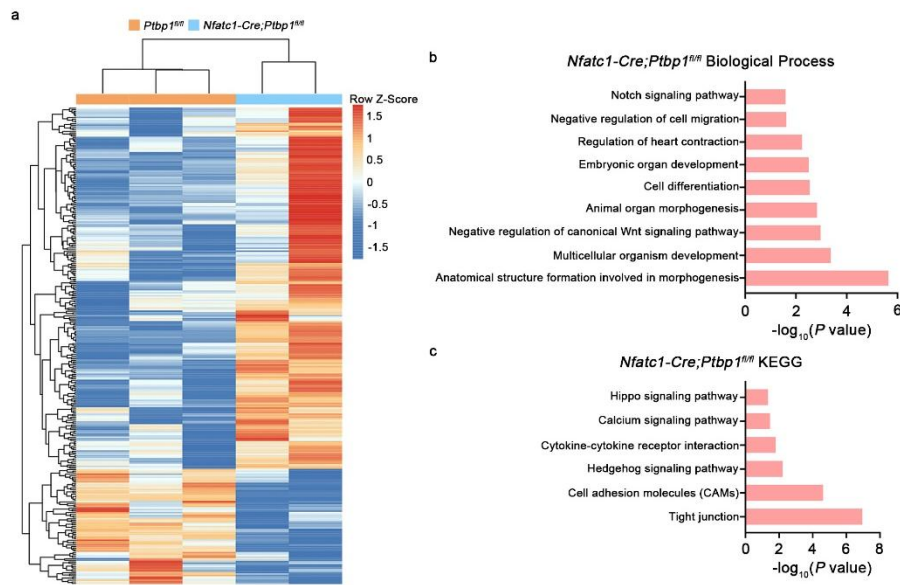 a
Ptbp1fl/fl Nfatc1-Cre;Ptbp1fl/fl
Row Z-Score
1.5
1
0.5
0
-0.5
-1
-1.5
b
Nfatc1-Cre;Ptbp1fl/fl Biological Process
Notch signaling pathway
Negative regulation of cell migration
Regulation of heart contraction
Embryonic organ development
Cell differentiation
Animal organ morphogenesis
Negative regulation of canonical Wnt signaling pathway
Multicellular organism development
Anatomical structure formation involved in morphogenesis
0 2 4 6
-log10(P value)
c
Nfatc1-Cre;Ptbp1fl/fl KEGG
Hippo signaling pathway
Calcium signaling pathway
Cytokine-cytokine receptor interaction
Hedgehog signaling pathway
Cell adhesion molecules (CAMs)
Tight junction
0 2 4 6 8
-log10(P value)